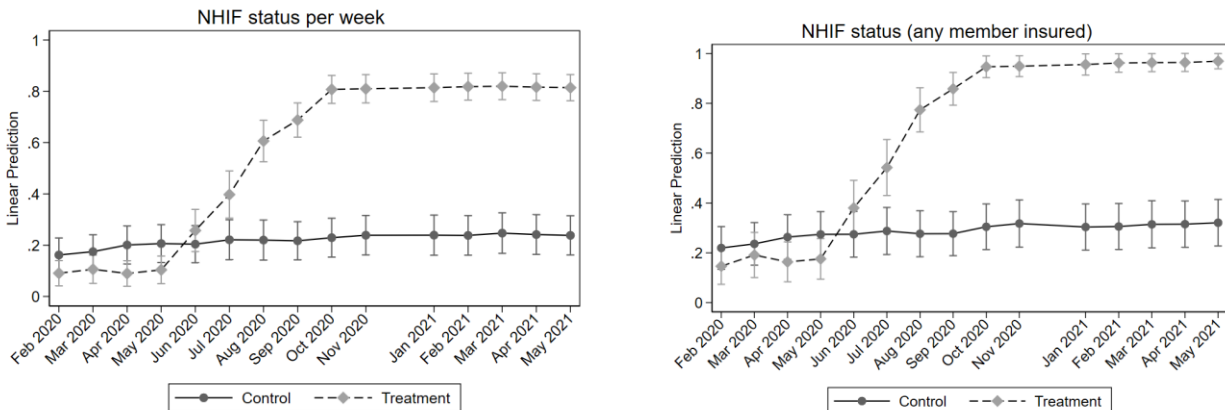 NHIF status per week
Linear Prediction
1
.8
.6
.4
.2
0
Feb 2020
Mar 2020
Apr 2020
May 2020
Jun 2020
Jul 2020
Aug 2020
Sep 2020
Oct 2020
Nov 2020
Jan 2021
Feb 2021
Mar 2021
Apr 2021
May 2021
Control
Treatment
NHIF status (any member insured)
Linear Prediction
1
.8
.6
.4
.2
0
Feb 2020
Mar 2020
Apr 2020
May 2020
Jun 2020
Jul 2020
Aug 2020
Sep 2020
Oct 2020
Nov 2020
Jan 2021
Feb 2021
Mar 2021
Apr 2021
May 2021
Control
Treatment